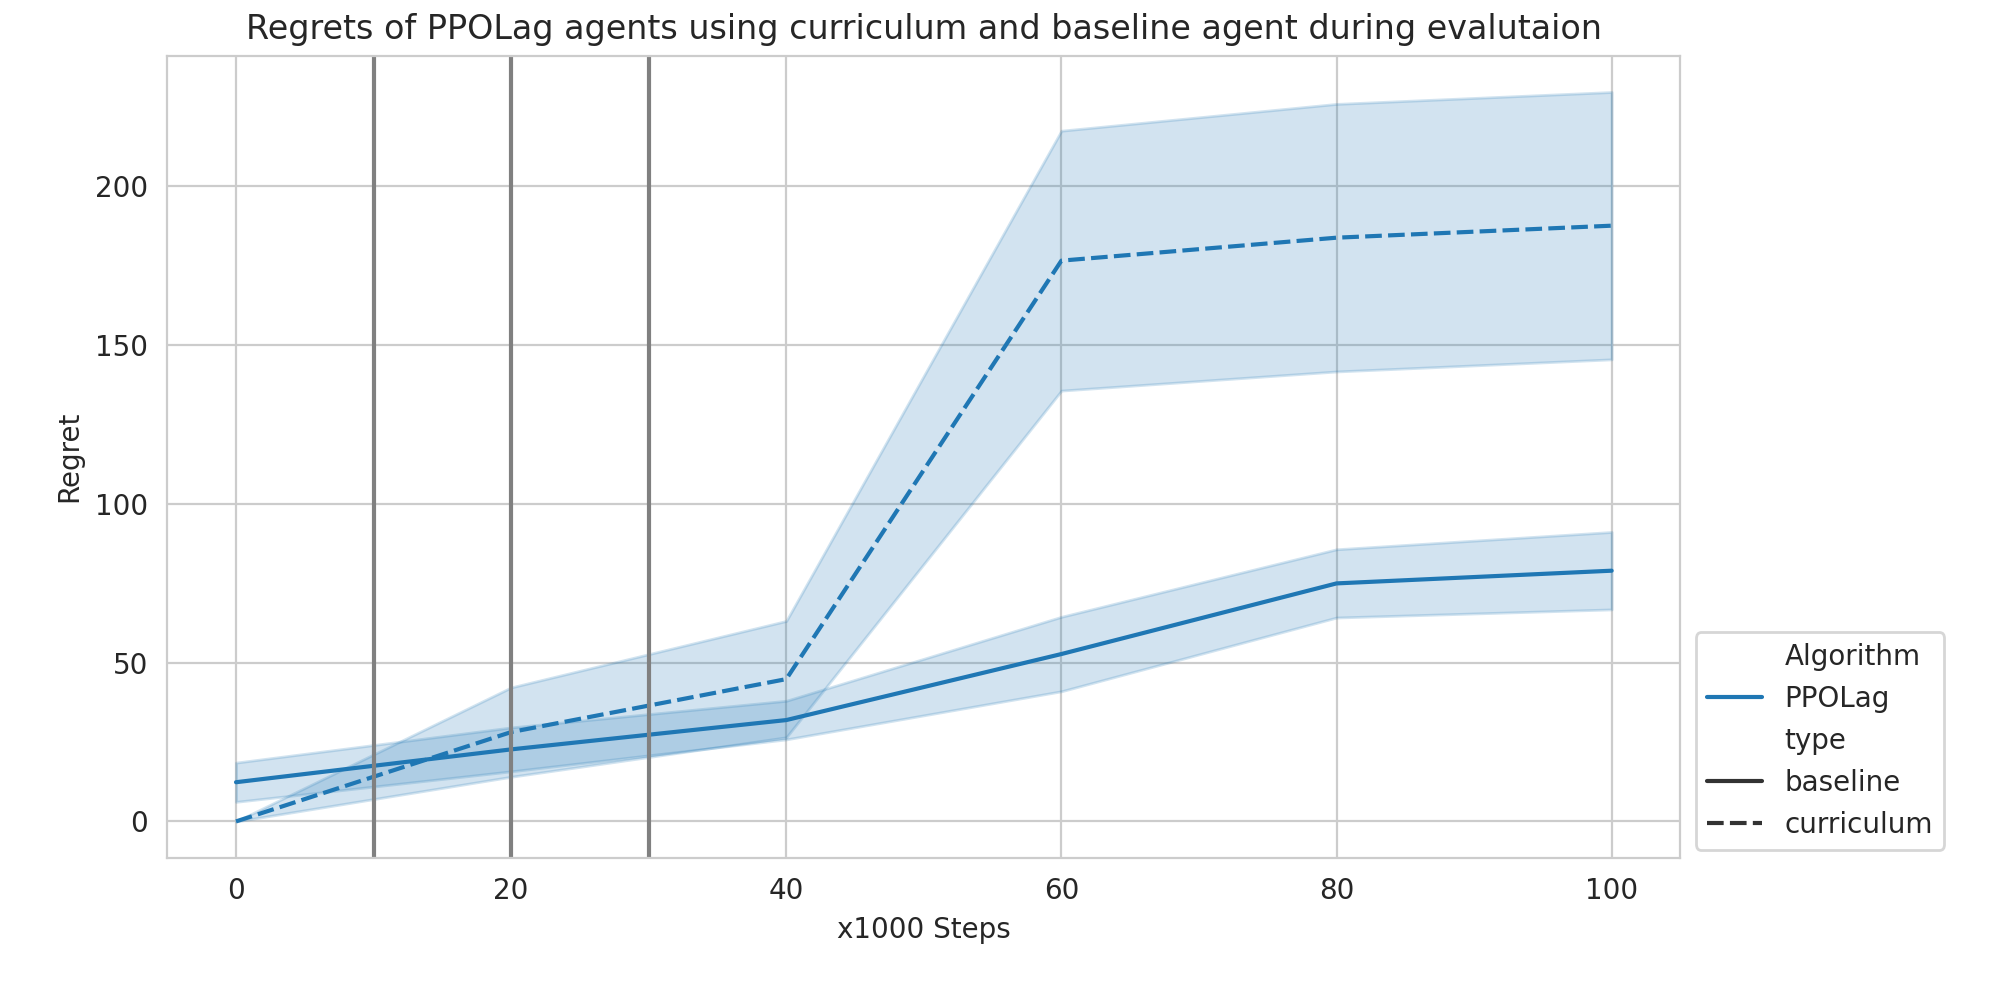 Regrets of PPOLag agents using curriculum and baseline agent during evalutaion
200
150
100
50
0
Regret
0 20 40 60 80 100
x1000 Steps
Algorithm
PPOLag
type
baseline
curriculum